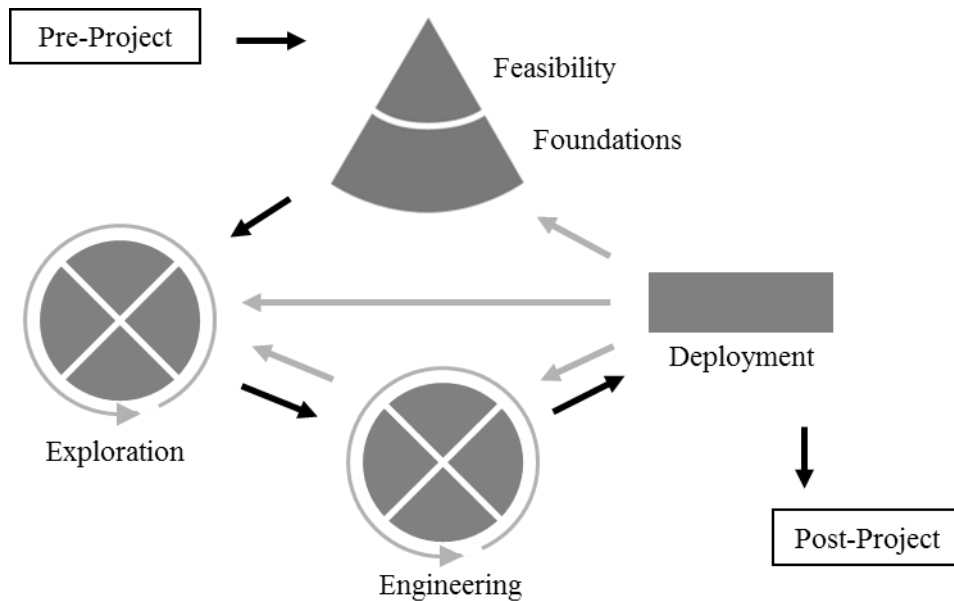 Pre-Project
Feasibility
Foundations
Deployment
Exploration
Post-Project
Engineering